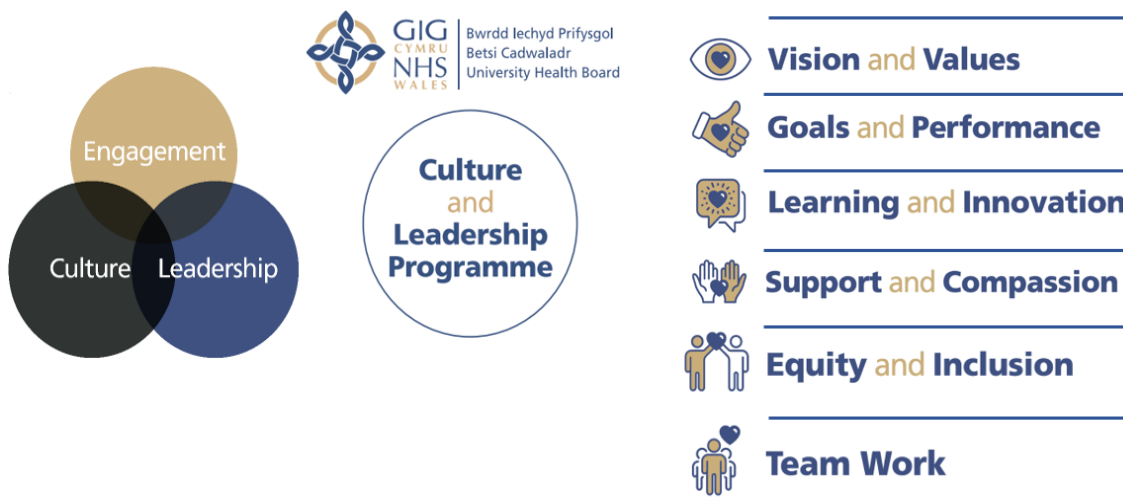 Engagement
Culture
Leadership
GIG
CYMRU
NHS
WALES
Bwrdd Iechyd Prifysgol
Betsi Cadwaladr
University Health Board
Culture
and
Leadership
Programme
Vision and Values
Goals and Performance
Learning and Innovation
Support and Compassion
Equity and Inclusion
Team Work